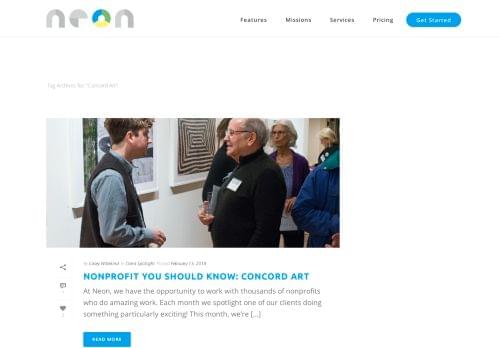 neon
Features Missions Services Pricing Get Started
Tag Archives for: "Concord Art"
By Casey Wittekind In Client Spotlight Posted February 13, 2014
NONPROFIT YOU SHOULD KNOW: CONCORD ART
At Neon, we have the opportunity to work with thousands of nonprofits
who do amazing work. Each month we spotlight one of our clients doing
something particularly exciting! This month, we're [...]
READ MORE